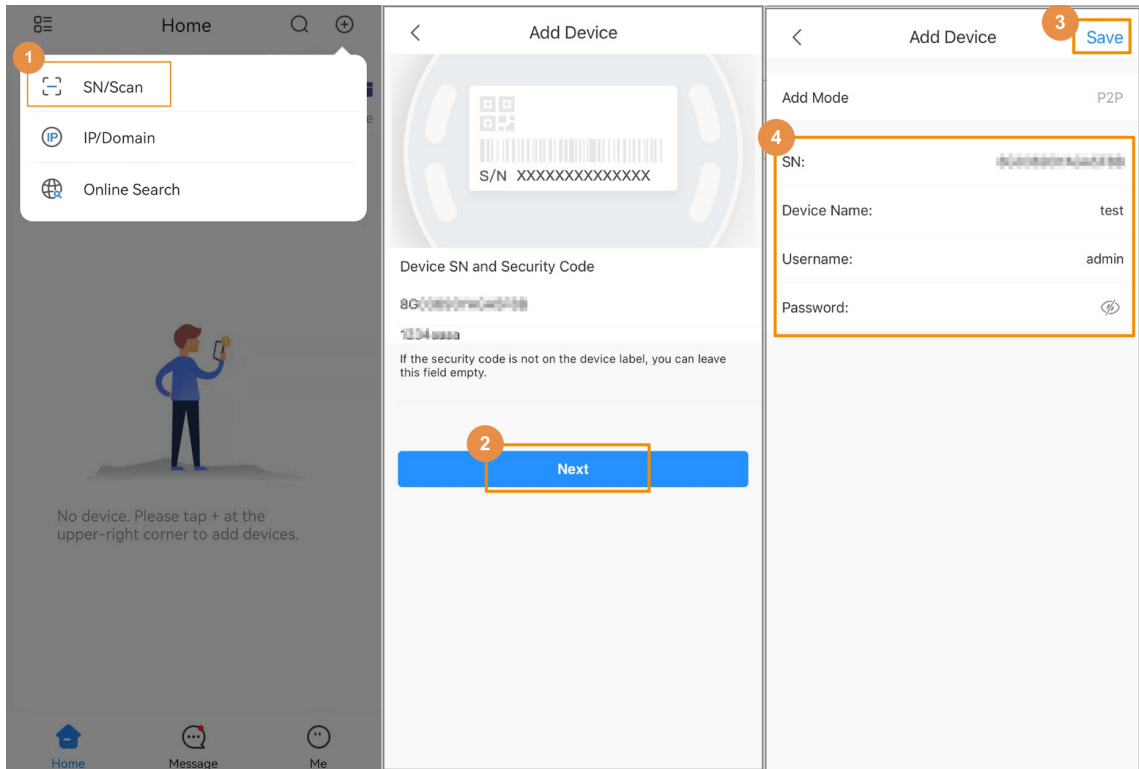 Home
1
SN/Scan
IP/Domain
Online Search
No device. Please tap + at the
upper-right corner to add devices.
Home
Message
Me
Add Device
S/N XXXXXXXXXXXXXX
Device SN and Security Code
8G
If the security code is not on the device label, you can leave
this field empty.
2
Next
3
Add Device
Save
Add Mode
P2P
4
SN:
Device Name:
test
Username:
admin
Password: